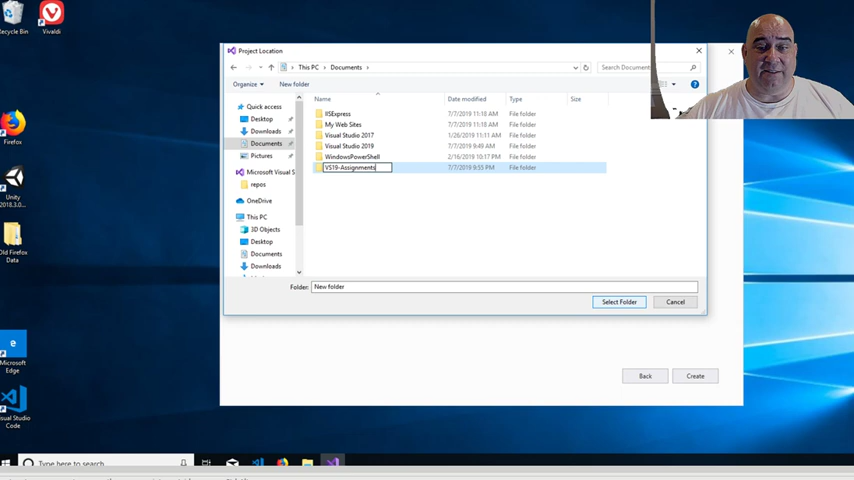 ecycle Bin
Vivaldi
Firefox
Unity
2018.3.0...
Old Firefox
Data
Microsoft
Edge
isual Studio
Code
Project Location
This PC > Documents >
Search Document
Organize
New folder
Name
Date modified
Type
Size
Quick access
Desktop
Downloads
Documents
Pictures
Microsoft Visual S
repos
OneDrive
This PC
3D Objects
Desktop
Documents
Downloads
IISExpress 7/7/2019 11:18 AM File folder
My Web Sites 7/7/2019 11:18 AM File folder
Visual Studio 2017 1/26/2019 11:11 AM File folder
Visual Studio 2019 7/7/2019 9:49 AM File folder
WindowsPowerShell 2/16/2019 10:17 PM File folder
VS19-Assignments 7/7/2019 9:55 PM File folder
Folder: New folder
Select Folder
Cancel
Back
Create
Type here to search